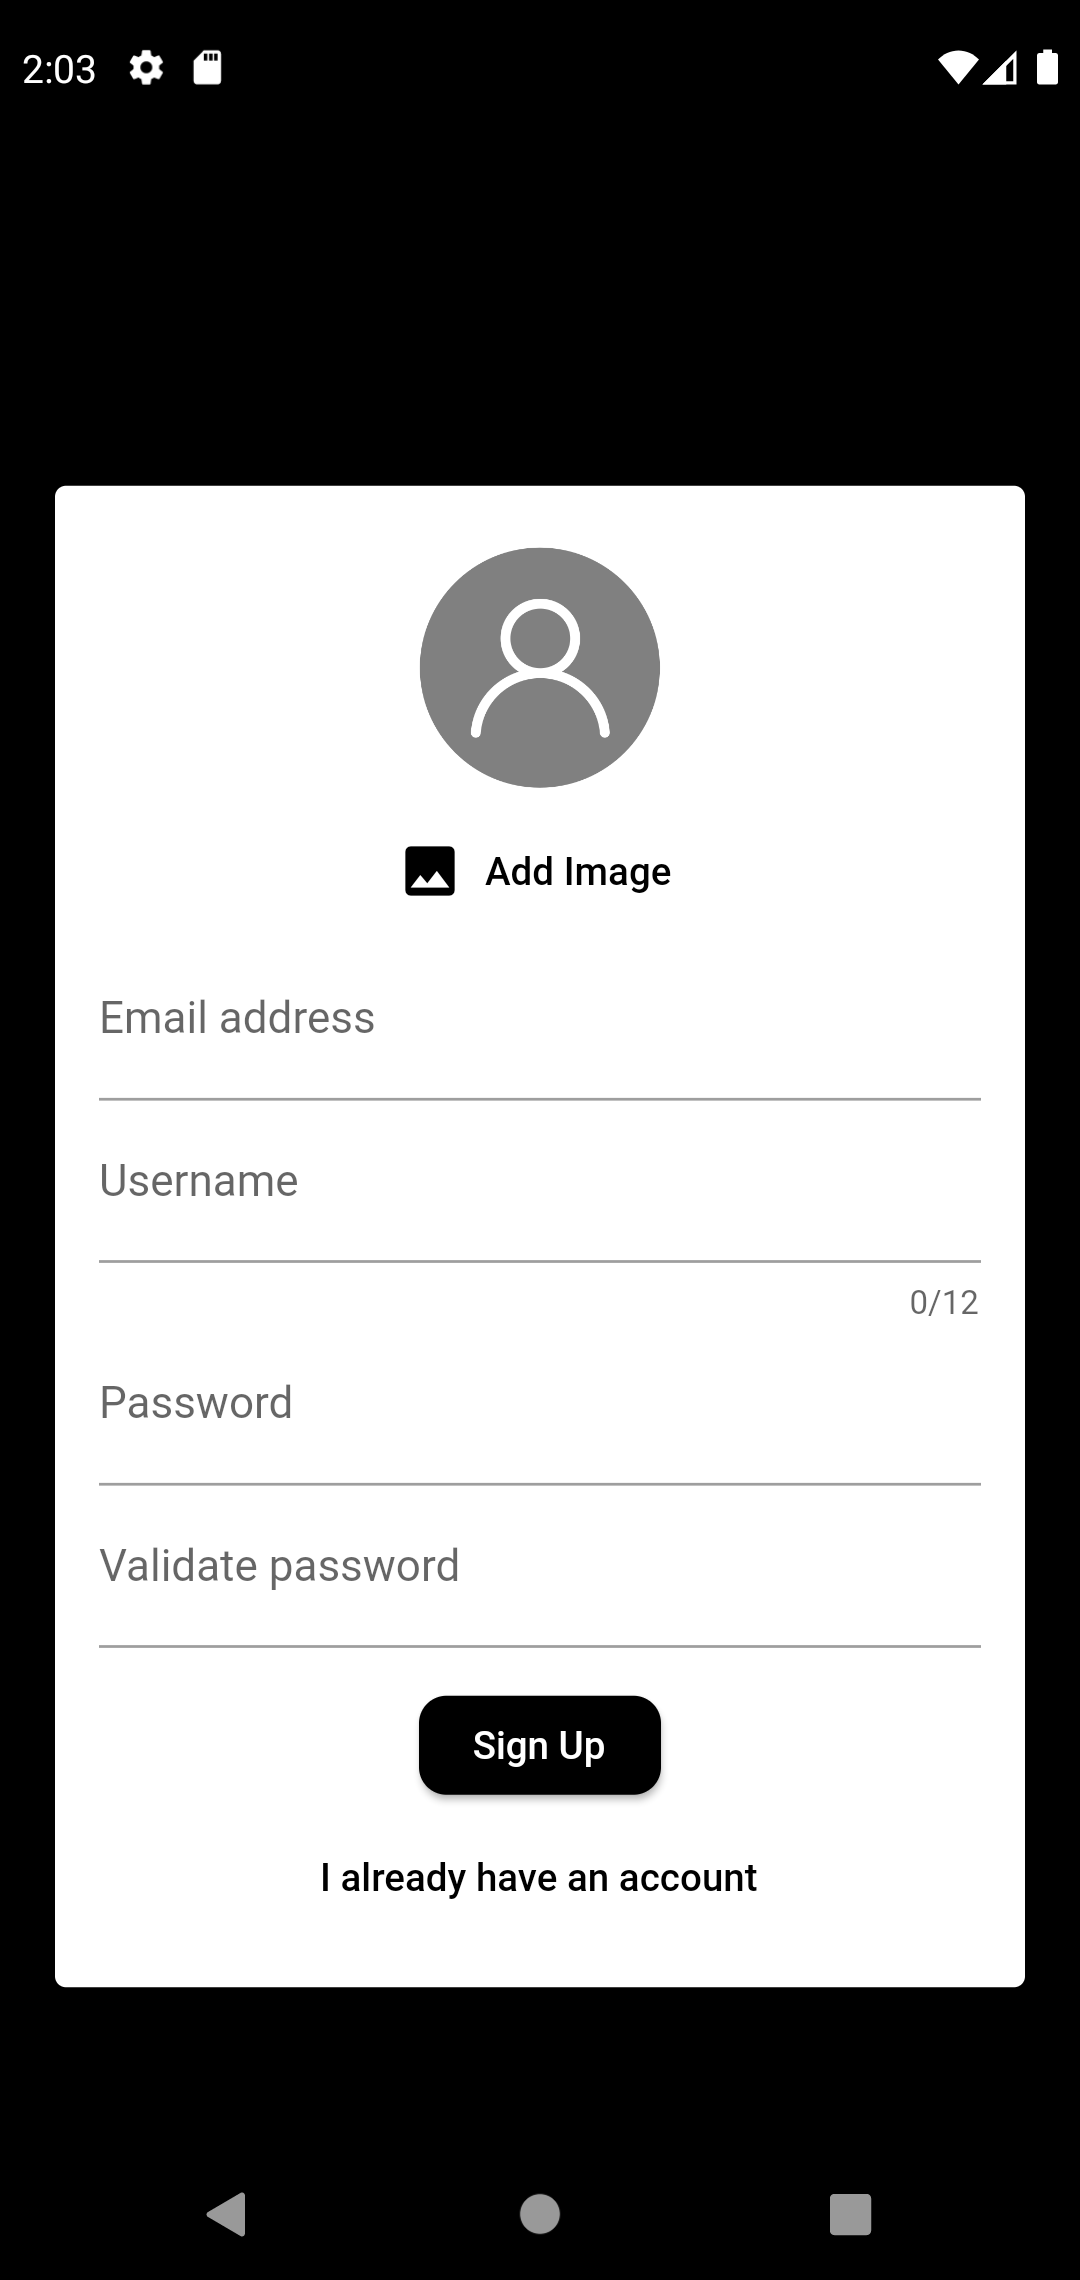 2:03
Add Image
Email address
Username
0/12
Password
Validate password
Sign Up
I already have an account